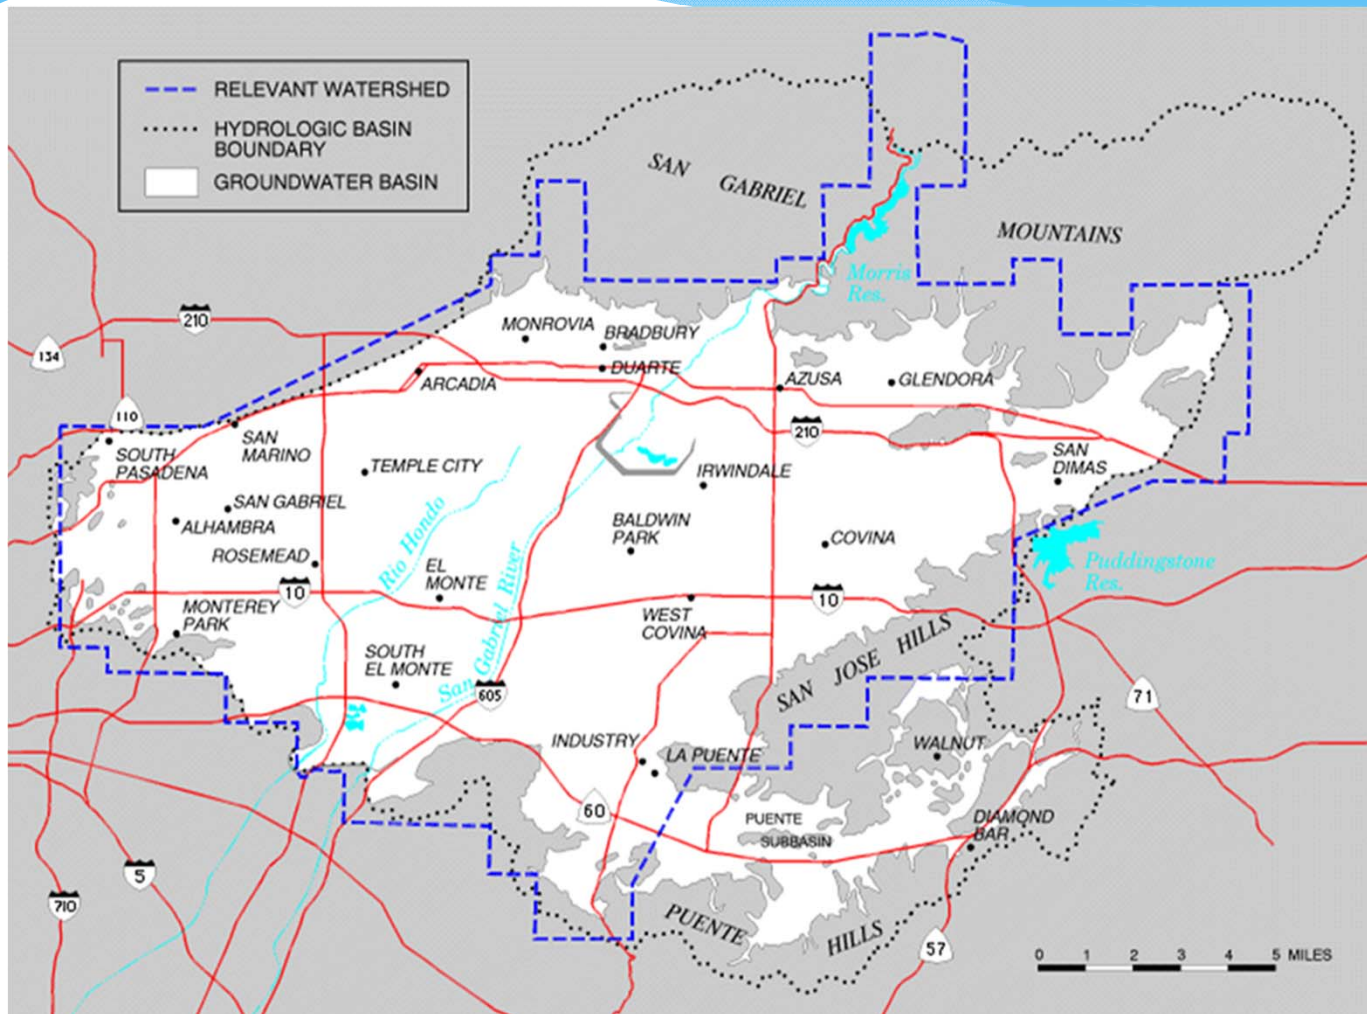 RELEVANT WATERSHED
HYDROLOGIC BASIN
BOUNDARY
GROUNDWATER BASIN
SAN GABRIEL
MOUNTAINS
Morris
Res.
210
134
MONROVIA
BRADBURY
DUARTE
ARCADIA
AZUSA
GLENDORA
110
SAN
MARINO
SOUTH
PASADENA
210
TEMPLE CITY
IRWINDALE
SAN
DIMAS
SAN GABRIEL
ALHAMBRA
Rio Hondo
BALDWIN
PARK
COVINA
ROSEMEAD
EL
MONTE
San Gabriel River
Puddingstone
Res.
10
10
MONTEREY
PARK
WEST
COVINA
SOUTH
EL MONTE
SAN JOSE HILLS
605
71
INDUSTRY
LA PUENTE
WALNUT
60
PUENTE
SUBBASIN
DIAMOND
BAR
5
710
PUENTE HILLS
57
0 1 2 3 4 5 MILES